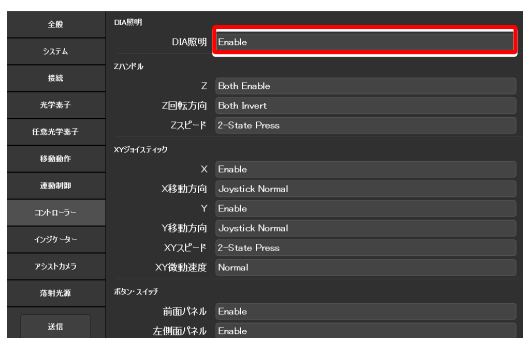 全般
システム
接続
光学素子
任意光学素子
移動動作
連動制御
コントローラー
インジケーター
アシストカメラ
落射光源
送信
DIA照明
DIA照明 Enable
Zハンドル
Z Both Enable
Z回転方向 Both Invert
Zスピード 2-State Press
XYジョイスティック
X Enable
X移動方向 Joystick Normal
Y Enable
Y移動方向 Joystick Normal
XYスピード 2-State Press
XY微動速度 Normal
ボタン・スイッチ
前面パネル Enable
左側面パネル Enable